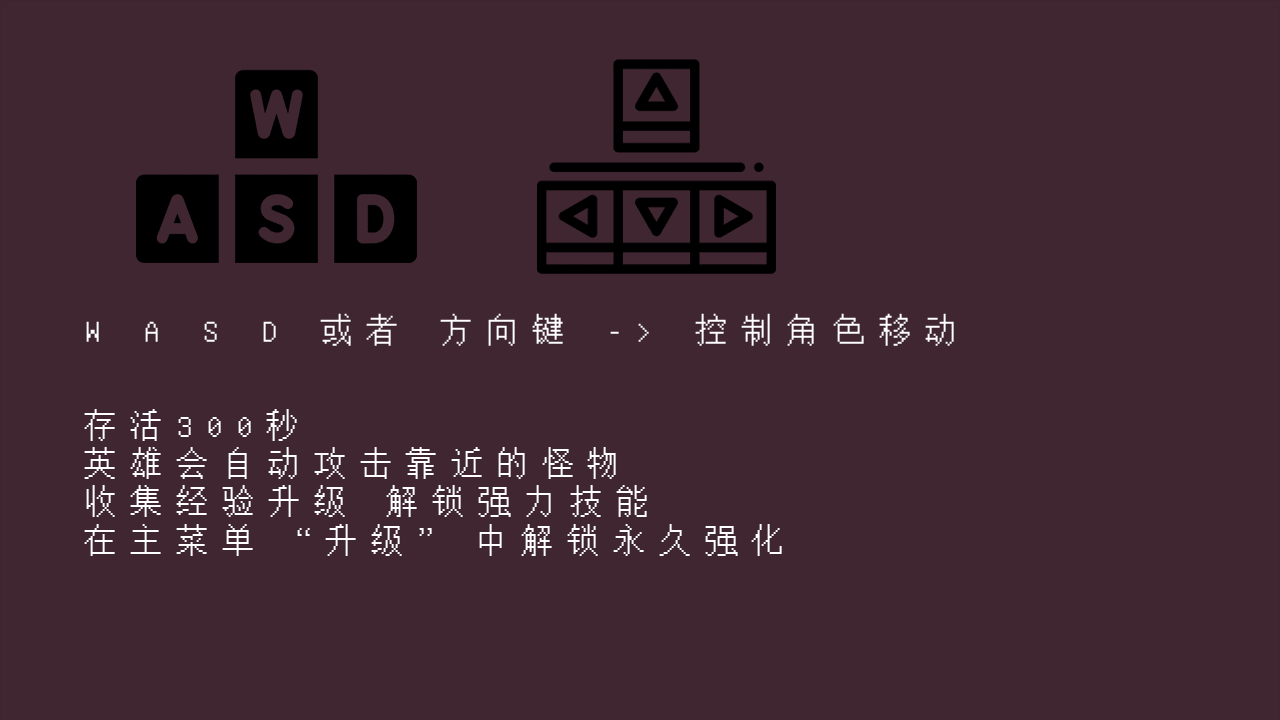 W
A S D
W A S D 或者 方向键 -> 控制角色移动
存活300秒
英雄会自动攻击靠近的怪物
收集经验升级 解锁强力技能
在主菜单 “升级” 中解锁永久强化